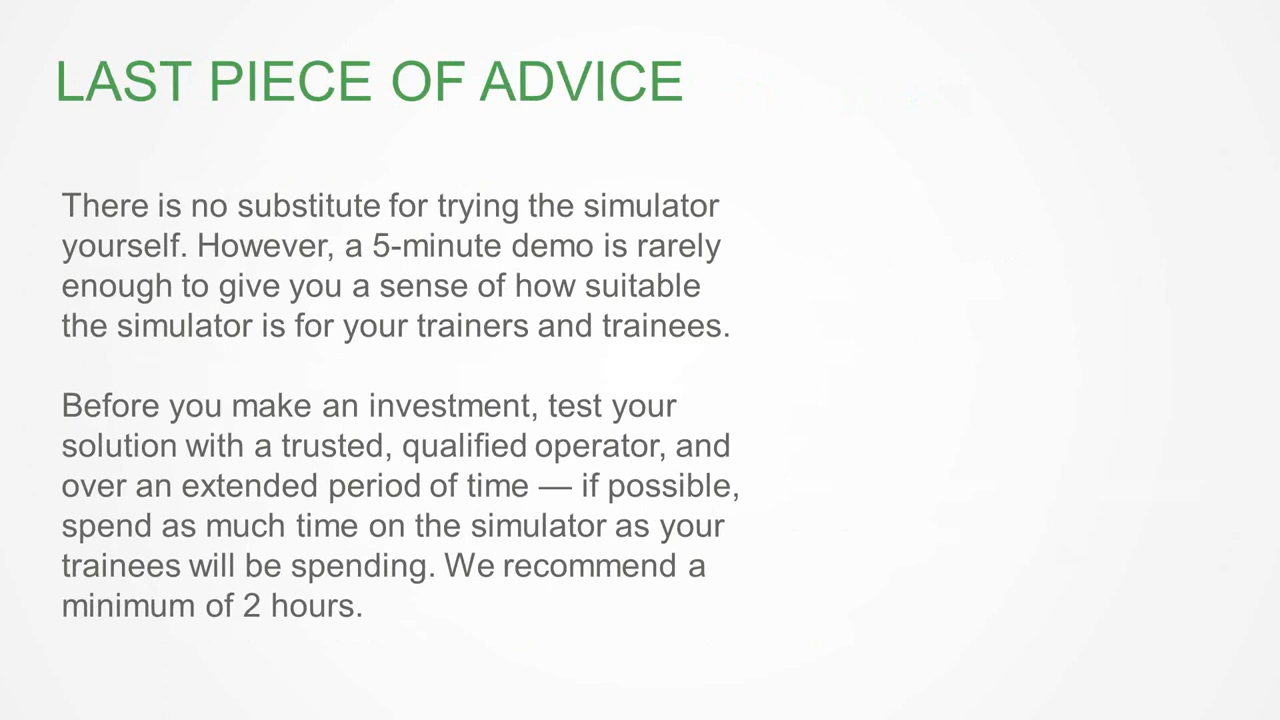 LAST PIECE OF ADVICE
There is no substitute for trying the simulator
yourself. However, a 5-minute demo is rarely
enough to give you a sense of how suitable
the simulator is for your trainers and trainees.
Before you make an investment, test your
solution with a trusted, qualified operator, and
over an extended period of time — if possible,
spend as much time on the simulator as your
trainees will be spending. We recommend a
minimum of 2 hours.